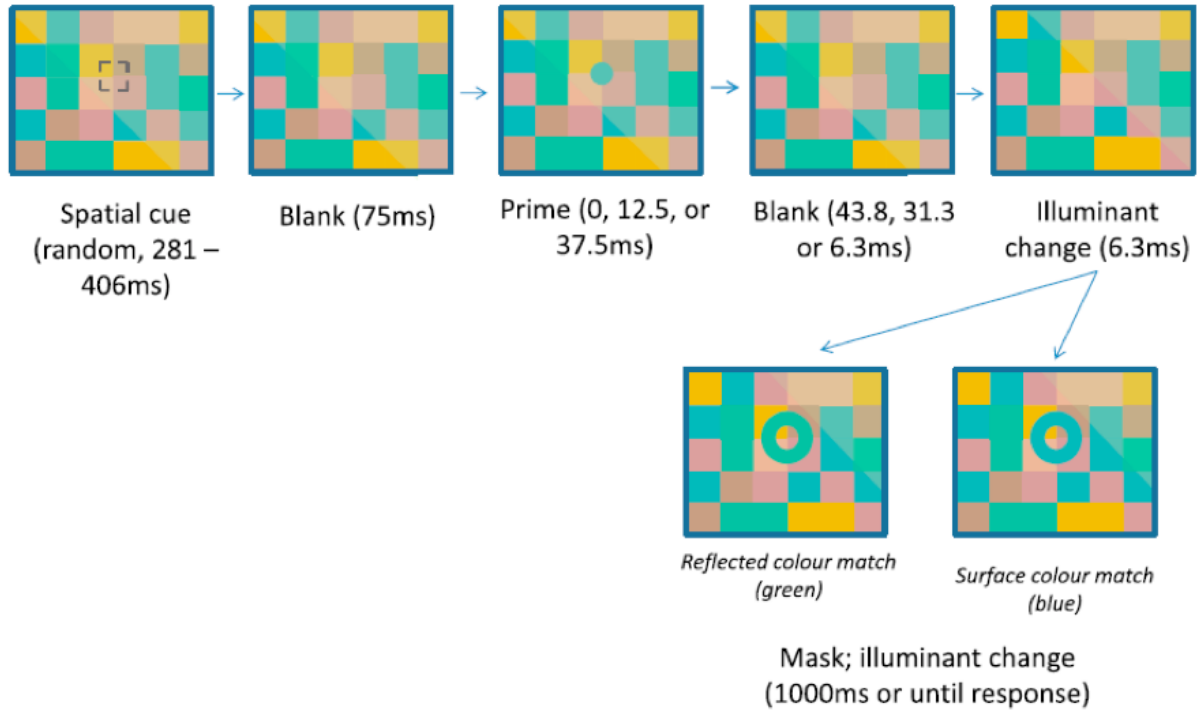 Spatial cue
(random, 281 –
406ms)
Blank (75ms)
Prime (0, 12.5, or
37.5ms)
Blank (43.8, 31.3
or 6.3ms)
Illuminant
change (6.3ms)
Reflected colour match
(green)
Surface colour match
(blue)
Mask; illuminant change
(1000ms or until response)